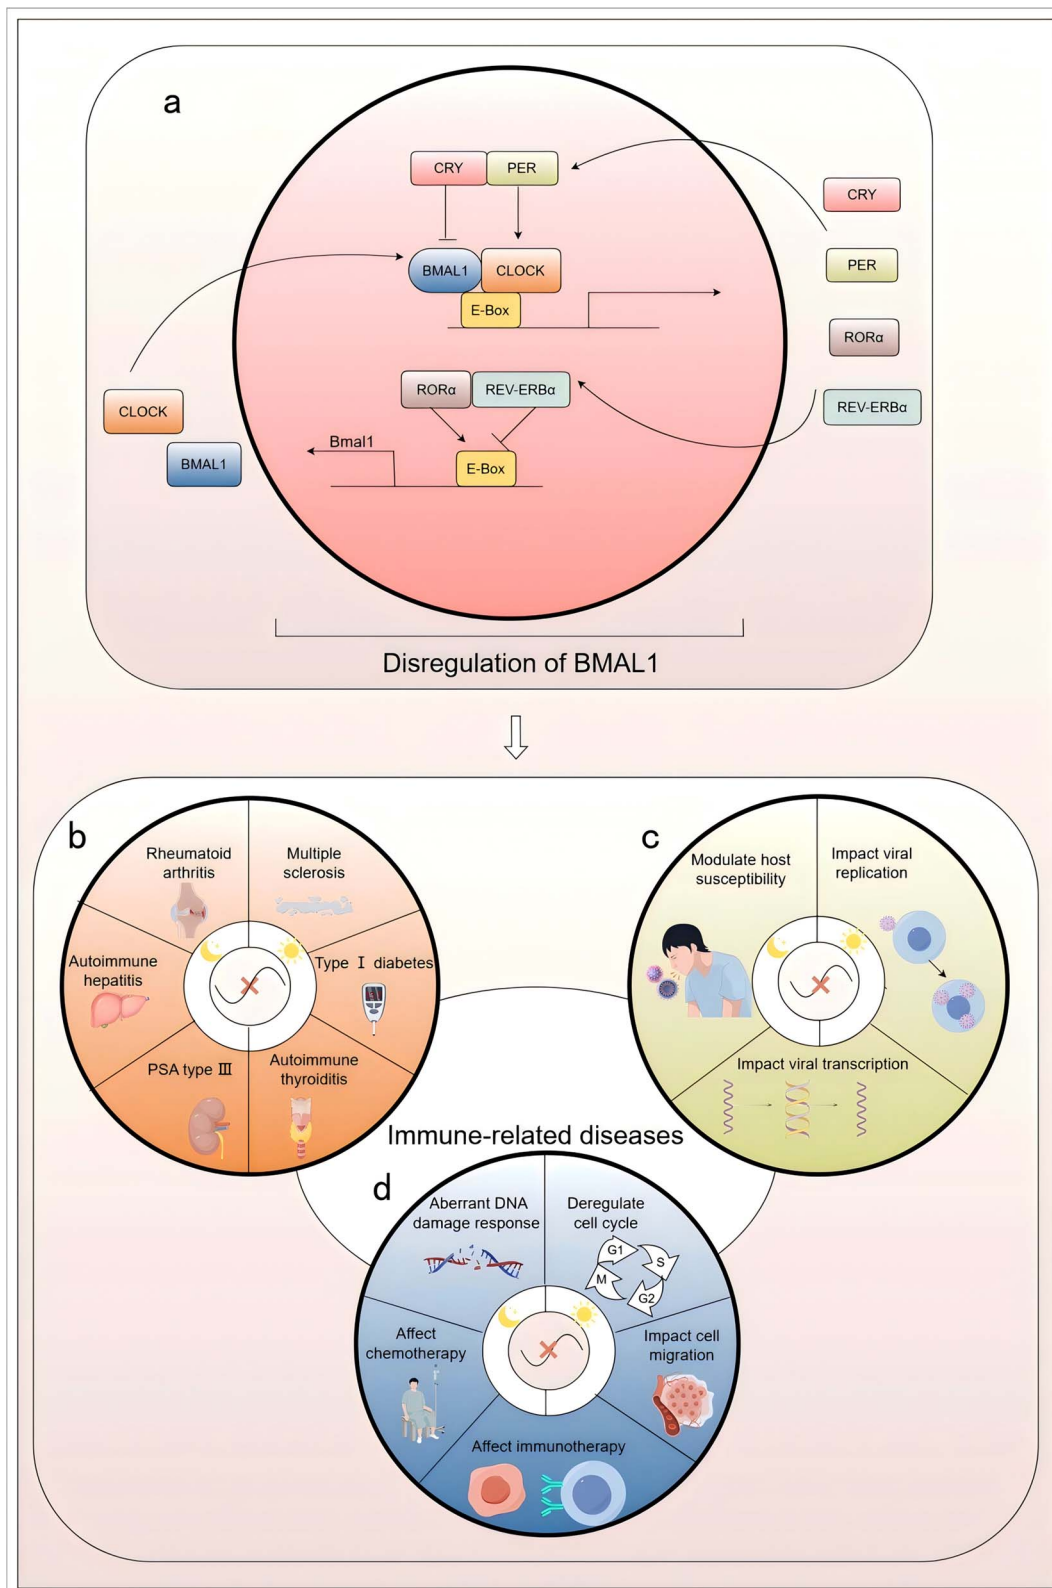 a
CRY
PER
BMAL1
CLOCK
E-Box
RORα
REV-ERBα
Bmal1
E-Box
CLOCK
BMAL1
CRY
PER
RORα
REV-ERBα
Disregulation of BMAL1
b
Rheumatoid
arthritis
Multiple
sclerosis
Autoimmune
hepatitis
Type I diabetes
PSA type III
Autoimmune
thyroiditis
c
Modulate host
susceptibility
Impact viral
replication
Impact viral transcription
Immune-related diseases
d
Aberrant DNA
damage response
Deregulate
cell cycle
G1
S
M
G2
Affect
chemotherapy
Impact cell
migration
Affect immunotherapy